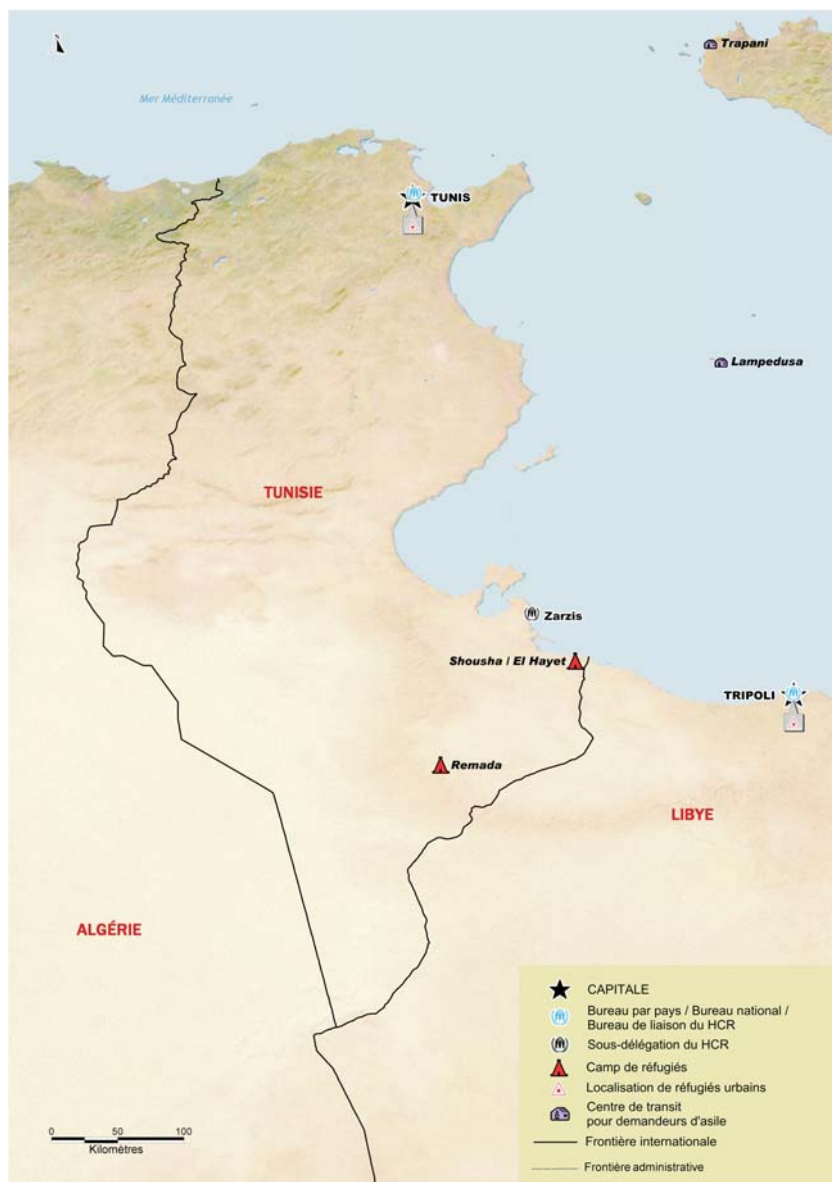 Trapani
Mer Méditerranée
TUNIS
Lampedusa
TUNISIE
Zarzis
Shousha / El Hayet
TRIPOLI
Remada
LIBYE
ALGÉRIE
CAPITALE
Bureau par pays / Bureau national /
Bureau de liaison du HCR
Sous-délégation du HCR
Camp de réfugiés
Localisation de réfugiés urbains
Centre de transit
pour demandeurs d'asile
Frontière internationale
Frontière administrative
0 50 100
Kilomètres